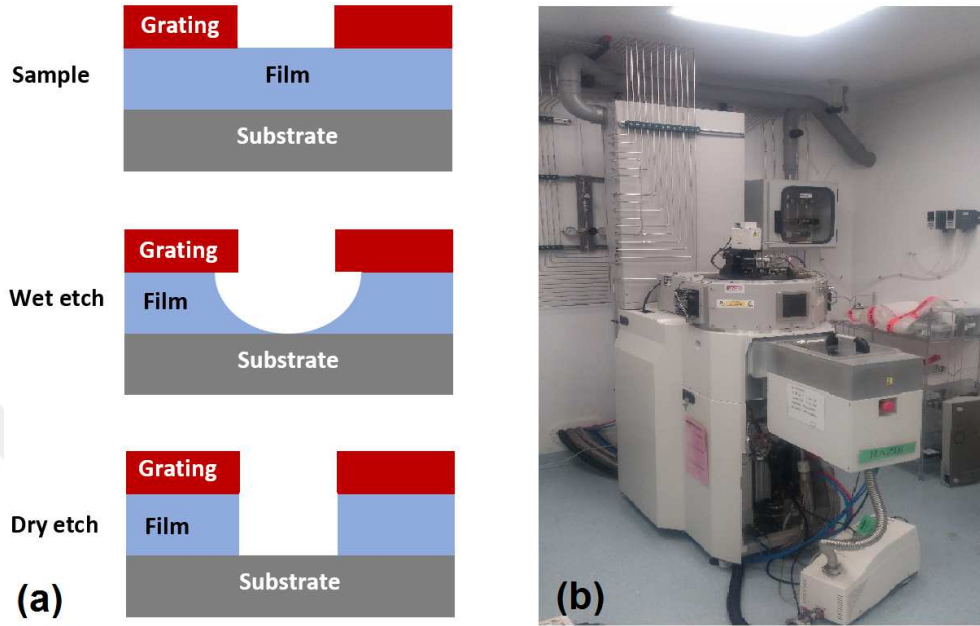 Grating
Film
Sample
Substrate
Grating
Wet etch
Film
Substrate
Grating
Film
Dry etch
Substrate
(a)
(b)